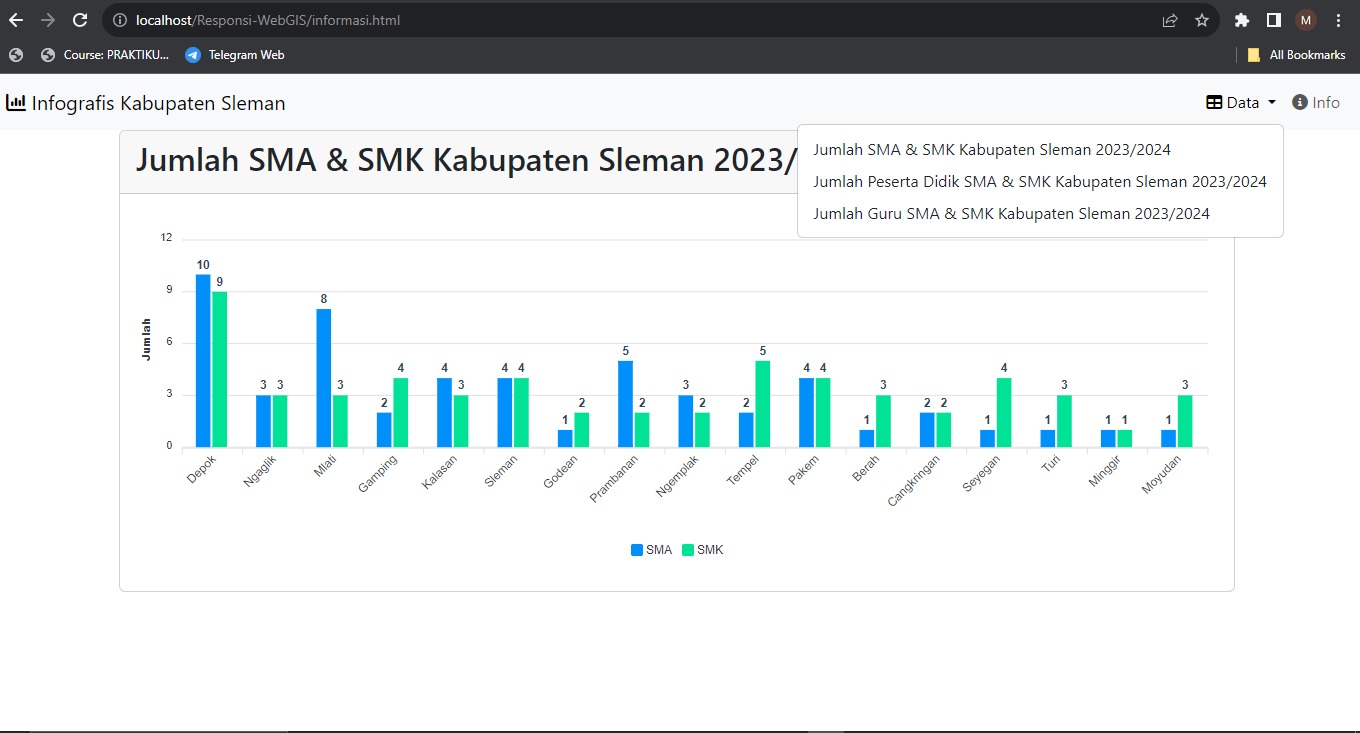 localhost/Responsi-WebGIS/informasi.html
M
Course: PRAKTIKU... Telegram Web
All Bookmarks
Infografis Kabupaten Sleman
Data Info
Jumlah SMA & SMK Kabupaten Sleman 2023/
Jumlah SMA & SMK Kabupaten Sleman 2023/2024
Jumlah Peserta Didik SMA & SMK Kabupaten Sleman 2023/2024
Jumlah Guru SMA & SMK Kabupaten Sleman 2023/2024
Jumlah
12
9
6
3
0
10 9 3 3 8 3 2 4 4 3 4 4 1 2 5 2 3 2 2 5 4 4 1 3 2 2 1 4 1 3 1 1 1 3
Depok Ngaglik Mlati Gamping Kalasan Sleman Godean Prambanan Ngemplak Tempel Pakem Berah Cangkringan Seyegan Turi Minggir Moyudan
SMA SMK